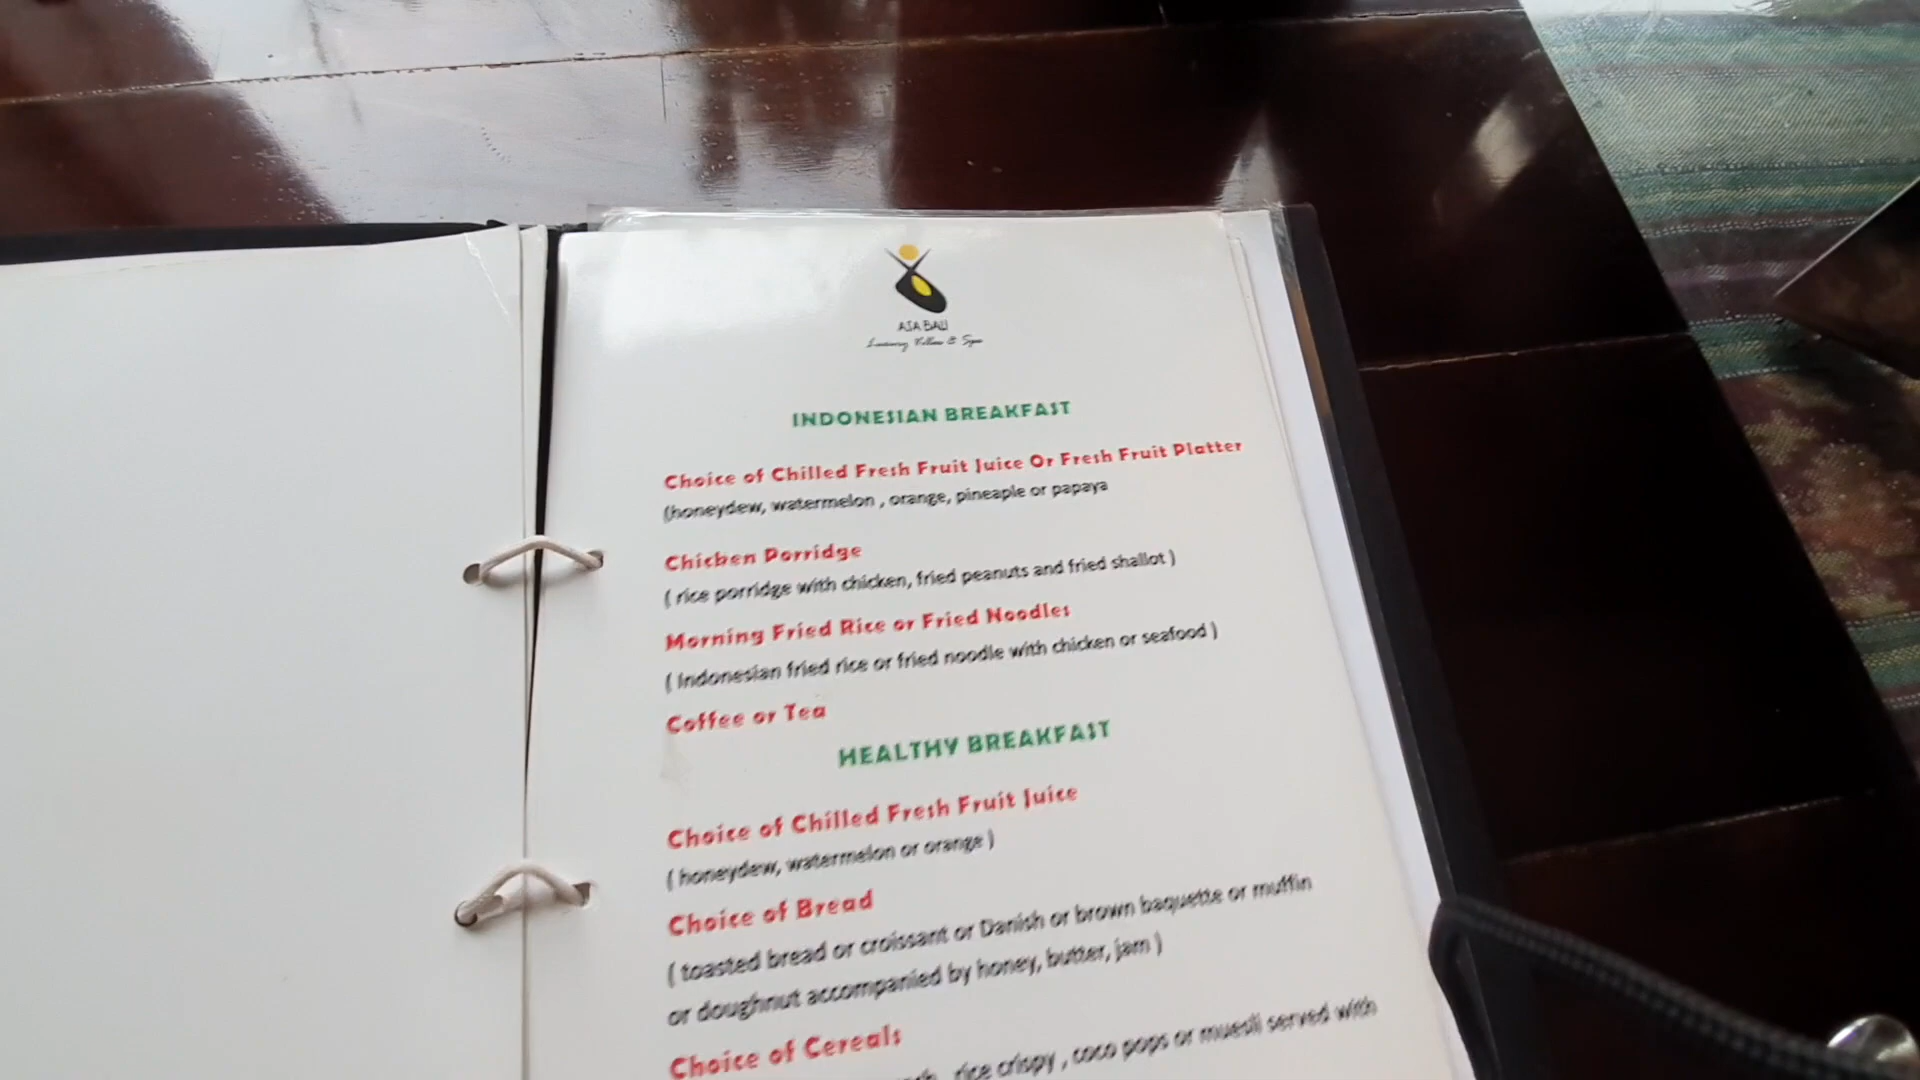 ASA BALI
Luxury Villas & Spa
INDONESIAN BREAKFAST
Choice of Chilled Fresh Fruit Juice Or Fresh Fruit Platter
(honeydew, watermelon , orange, pineaple or papaya
Chicken Porridge
( rice porridge with chicken, fried peanuts and fried shallot )
Morning Fried Rice or Fried Noodles
( Indonesian fried rice or fried noodle with chicken or seafood )
Coffee or Tea
HEALTHY BREAKFAST
Choice of Chilled Fresh Fruit Juice
( honeydew, watermelon or orange )
Choice of Bread
( toasted bread or croissant or Danish or brown baquette or muffin
or doughnut accompanied by honey, butter, jam )
Choice of Cereals
, rice crispy , coco pops or muesli served with